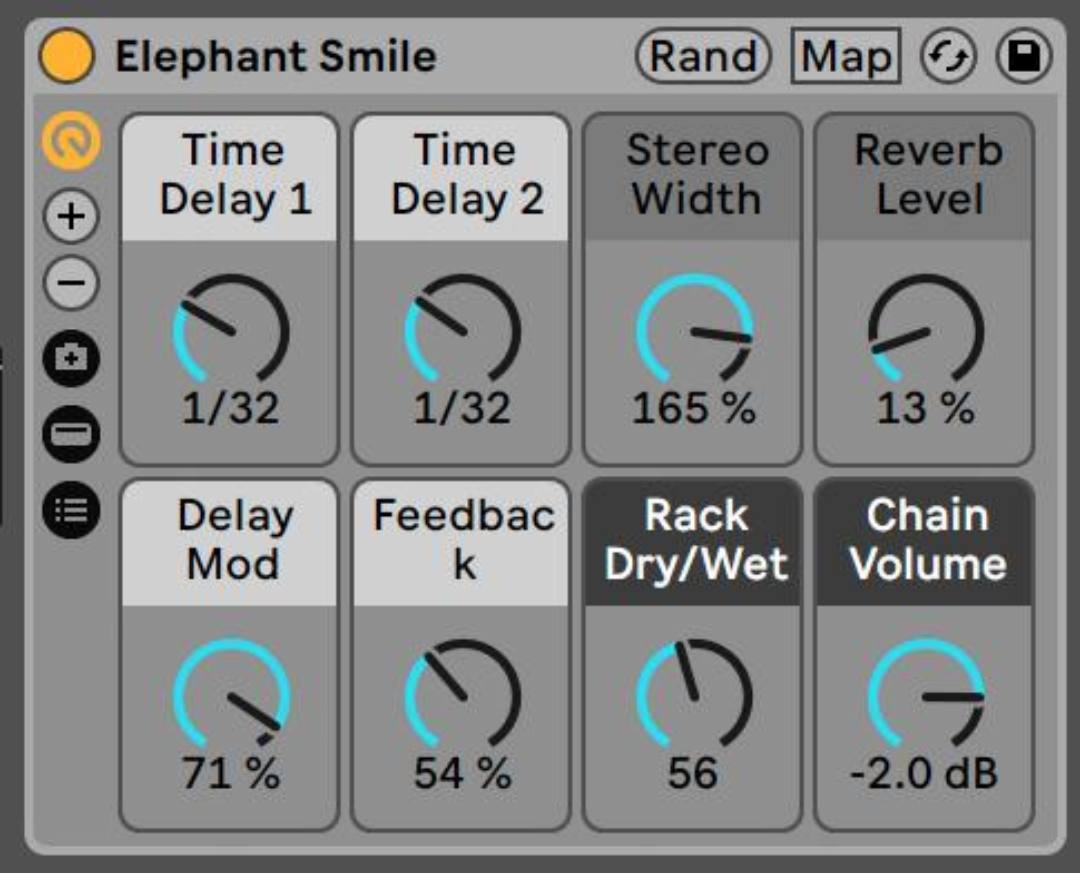 Elephant Smile Rand Map
Time
Delay 1
Time
Delay 2
Stereo
Width
Reverb
Level
1/32
1/32
165 %
13 %
Delay
Mod
Feedbac
k
Rack
Dry/Wet
Chain
Volume
71 %
54 %
56
-2.0 dB